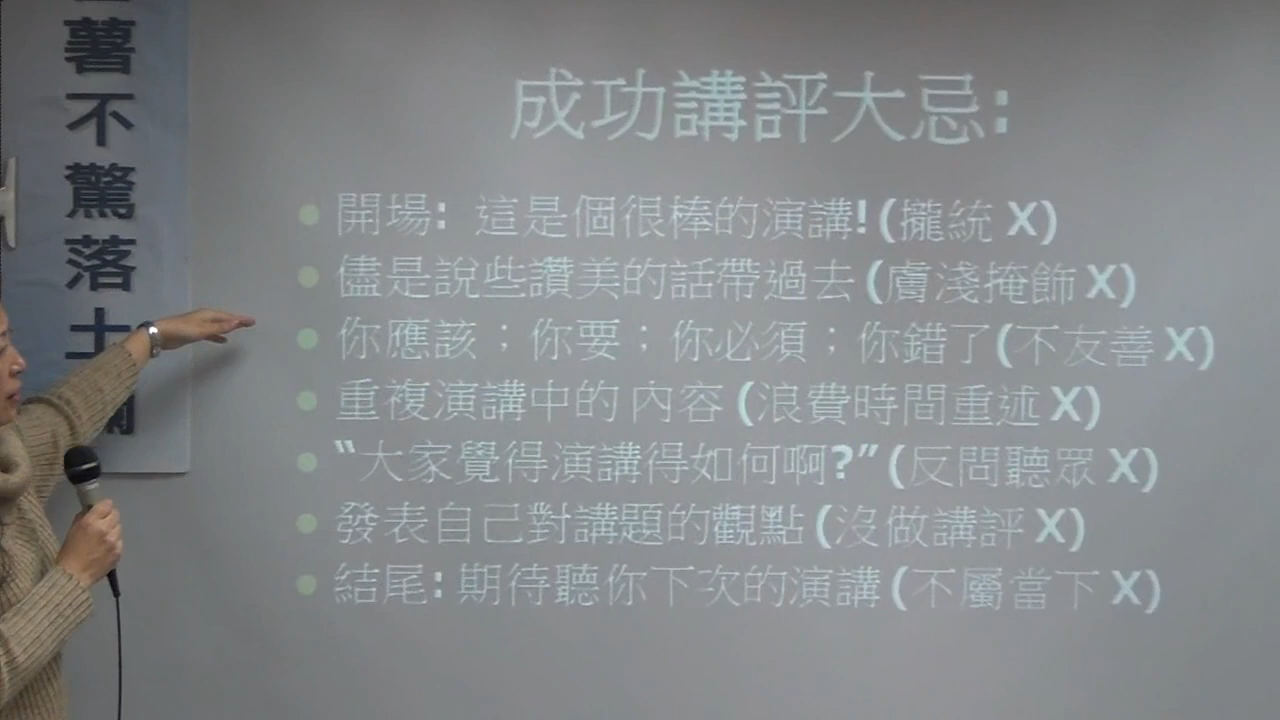 薯不驚落土
成功講評大忌:
開場: 這是個很棒的演講! (攏統 X)
儘是說些讚美的話帶過去 (膚淺掩飾 X)
你應該；你要；你必須；你錯了(不友善 X)
重複演講中的內容 (浪費時間重述 X)
“大家覺得演講得如何啊?” (反問聽眾 X)
發表自己對講題的觀點 (沒做講評 X)
結尾: 期待聽你下次的演講 (不屬當下 X)